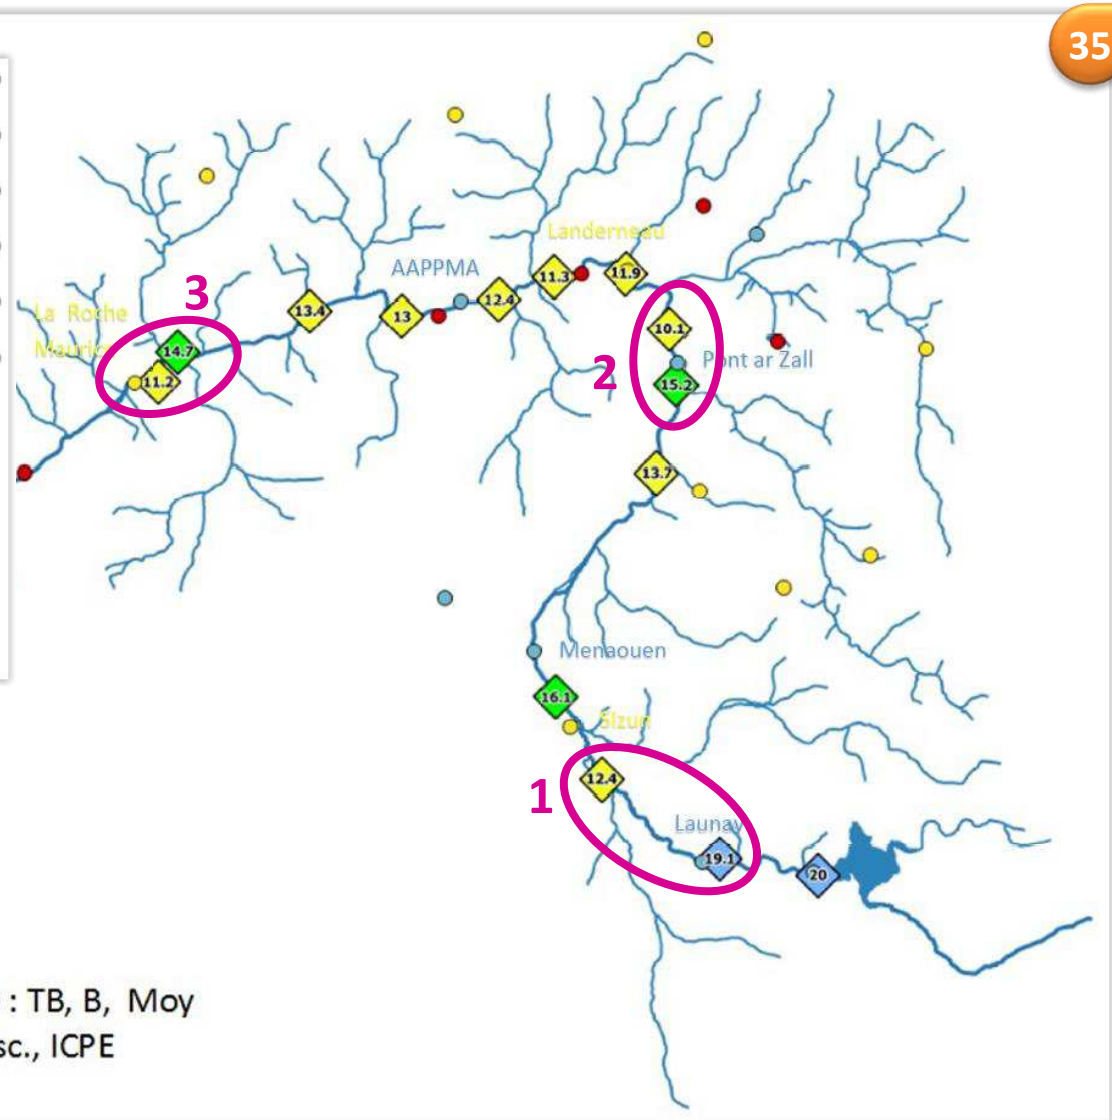 35
Landerneau
AAPPMA
11.3
11.9
3
12.4
La Roche
13.4
13
10.1
Maurice
14.7
Pont ar Zall
2
11.2
15.2
13.7
Menaouen
16.1
Sizun
12.4
1
Launay
19.1
20
: TB, B, Moy
sc., ICPE